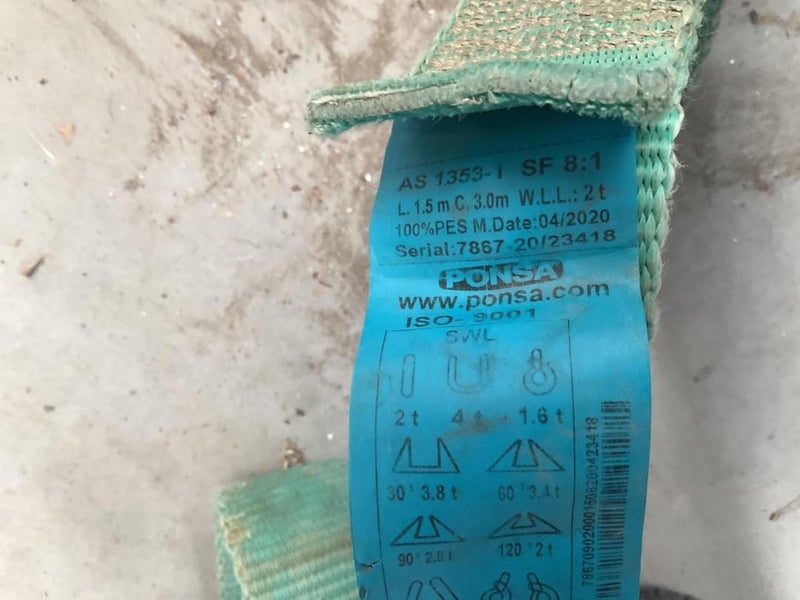 AS 1353-1 SF 8:1
L. 1.5 m C. 3.0m W.L.L.: 2 t
100%PES M.Date:04/2020
Serial:7867-20/23418
PONSA
www.ponsa.com
ISO- 9001
SWL
2 t 4 t 1.6 t
30° 3.8 t 60° 3.4 t
90° 2.8 t 120° 2 t